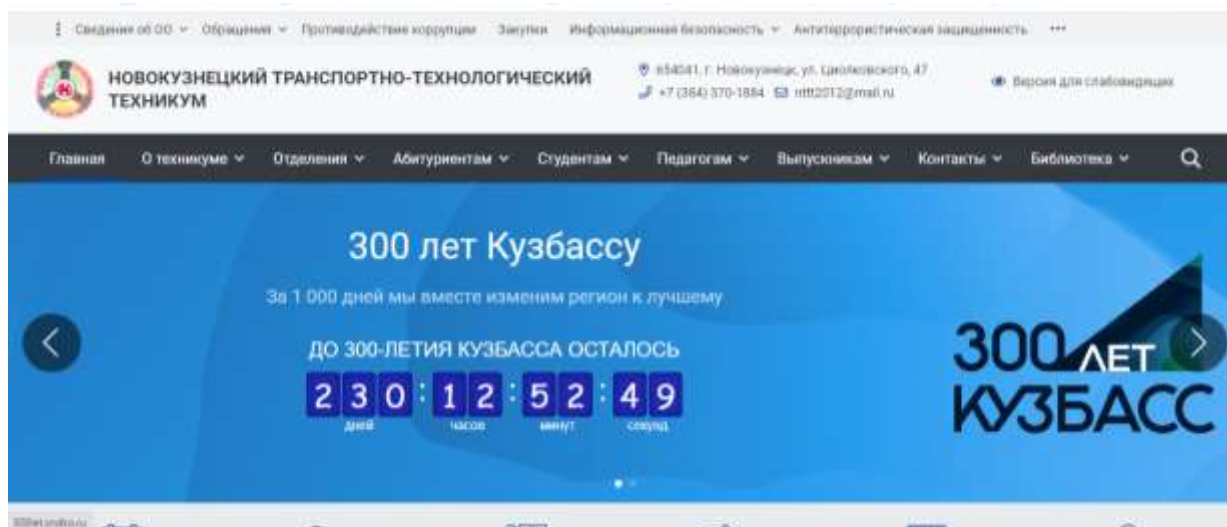 Сведения об ОО Обращения Противодействие коррупции Закупки Информационная безопасность Антитеррористическая защищенность ...
НОВОКУЗНЕЦКИЙ ТРАНСПОРТНО-ТЕХНОЛОГИЧЕСКИЙ
ТЕХНИКУМ
654041, г. Новокузнецк, ул. Циолковского, 47
+7 (384) 370-1884 nttt2012@mail.ru
Версия для слабовидящих
Главная О техникуме Отделения Абитуриентам Студентам Педагогам Выпускникам Контакты Библиотека
300 лет Кузбассу
За 1 000 дней мы вместе изменим регион к лучшему
ДО 300-ЛЕТИЯ КУЗБАССА ОСТАЛОСЬ
230 : 12 : 52 : 49
дней часов минут секунд
300 ЛЕТ
КУЗБАСС